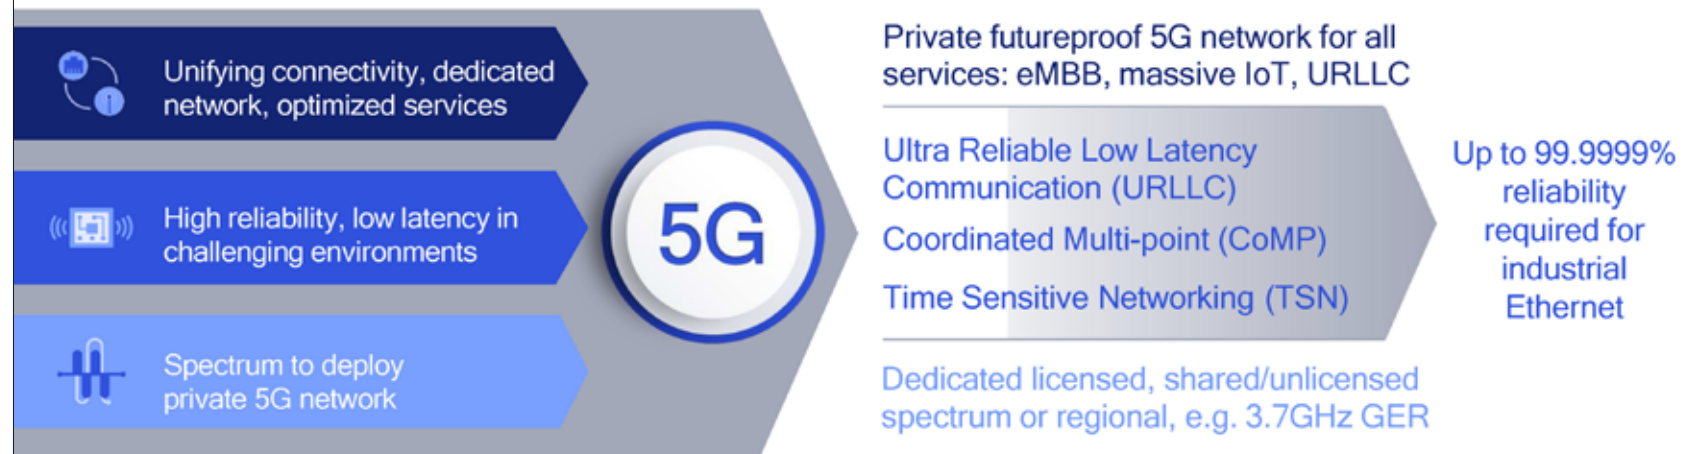 Unifying connectivity, dedicated
network, optimized services
High reliability, low latency in
challenging environments
Spectrum to deploy
private 5G network
5G
Private futureproof 5G network for all
services: eMBB, massive IoT, URLLC
Ultra Reliable Low Latency
Communication (URLLC)
Coordinated Multi-point (CoMP)
Time Sensitive Networking (TSN)
Dedicated licensed, shared/unlicensed
spectrum or regional, e.g. 3.7GHz GER
Up to 99.9999%
reliability
required for
industrial
Ethernet